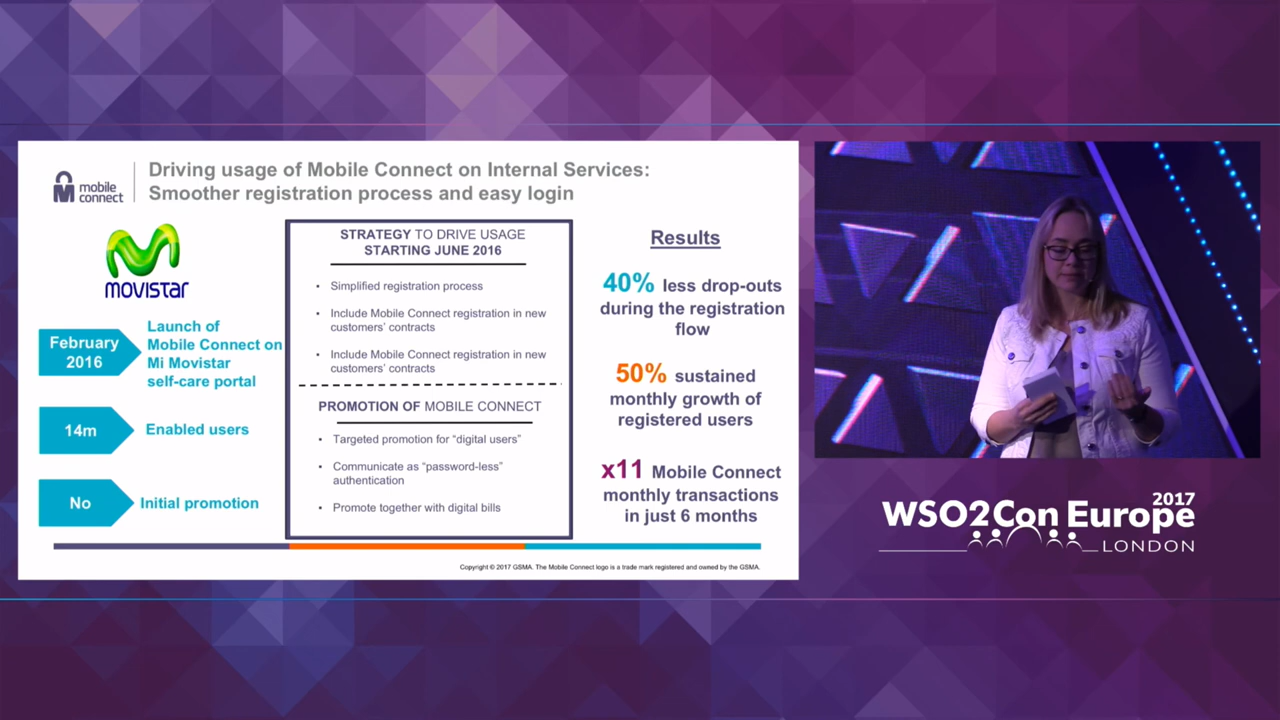 mobile
connect
Driving usage of Mobile Connect on Internal Services:
Smoother registration process and easy login
movistar
February
2016
Launch of
Mobile Connect on
Mi Movistar
self-care portal
14m
Enabled users
No
Initial promotion
STRATEGY TO DRIVE USAGE
STARTING JUNE 2016
• Simplified registration process
• Include Mobile Connect registration in new
customers' contracts
• Include Mobile Connect registration in new
customers' contracts
PROMOTION OF MOBILE CONNECT
• Targeted promotion for “digital users”
• Communicate as “password-less”
authentication
• Promote together with digital bills
Results
40% less drop-outs
during the registration
flow
50% sustained
monthly growth of
registered users
x11 Mobile Connect
monthly transactions
in just 6 months
Copyright © 2017 GSMA. The Mobile Connect logo is a trade mark registered and owned by the GSMA.
2017
WSO2Con Europe
LONDON